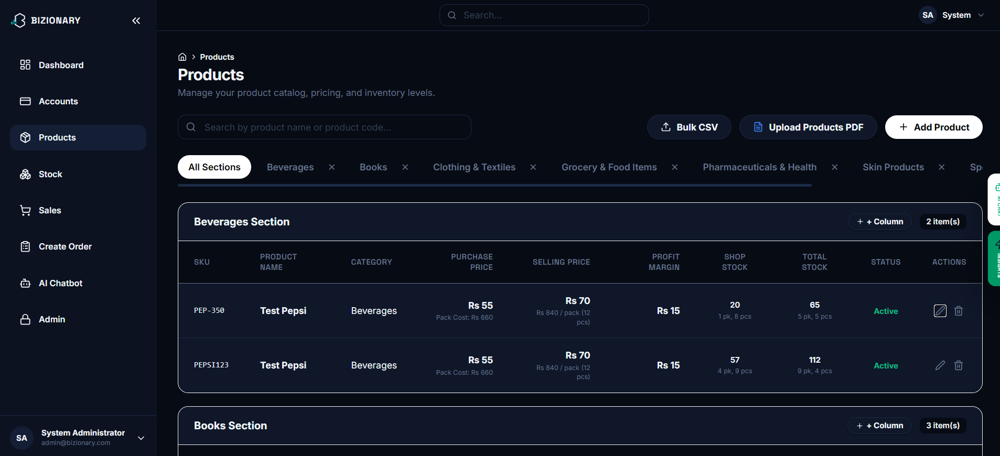 BIZIONARY
Search...
SA System
Dashboard
Accounts
Products
Stock
Sales
Create Order
AI Chatbot
Admin
SA
System Administrator
admin@bizionary.com
Products
Products
Manage your product catalog, pricing, and inventory levels.
Search by product name or product code...
Bulk CSV
Upload Products PDF
+ Add Product
All Sections
Beverages ×
Books ×
Clothing & Textiles ×
Grocery & Food Items ×
Pharmaceuticals & Health ×
Skin Products ×
Sp
Beverages Section
+ + Column
2 item(s)
SKU
PRODUCT
NAME
CATEGORY
PURCHASE
PRICE
SELLING PRICE
PROFIT
MARGIN
SHOP
STOCK
TOTAL
STOCK
STATUS
ACTIONS
PEP-350
Test Pepsi
Beverages
Rs 55
Pack Cost: Rs 660
Rs 70
Rs 840 / pack (12
pcs)
Rs 15
20
1 pk, 8 pcs
65
5 pk, 5 pcs
Active
PEPSI123
Test Pepsi
Beverages
Rs 55
Pack Cost: Rs 660
Rs 70
Rs 840 / pack (12
pcs)
Rs 15
57
4 pk, 9 pcs
112
9 pk, 4 pcs
Active
Books Section
+ + Column
3 item(s)
AI CHAT
INSIGHTS